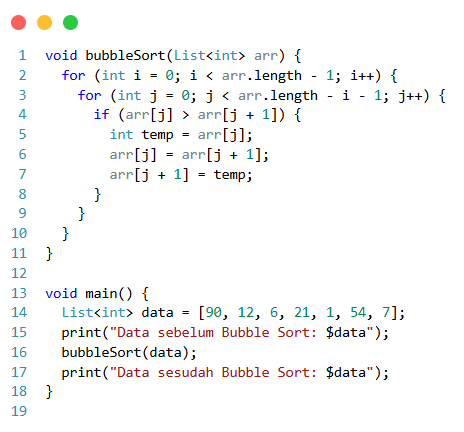 1 void bubbleSort(List<int> arr) {
2   for (int i = 0; i < arr.length - 1; i++) {
3     for (int j = 0; j < arr.length - i - 1; j++) {
4       if (arr[j] > arr[j + 1]) {
5         int temp = arr[j];
6         arr[j] = arr[j + 1];
7         arr[j + 1] = temp;
8       }
9     }
10   }
11 }
12
13 void main() {
14   List<int> data = [90, 12, 6, 21, 1, 54, 7];
15   print("Data sebelum Bubble Sort: $data");
16   bubbleSort(data);
17   print("Data sesudah Bubble Sort: $data");
18 }
19